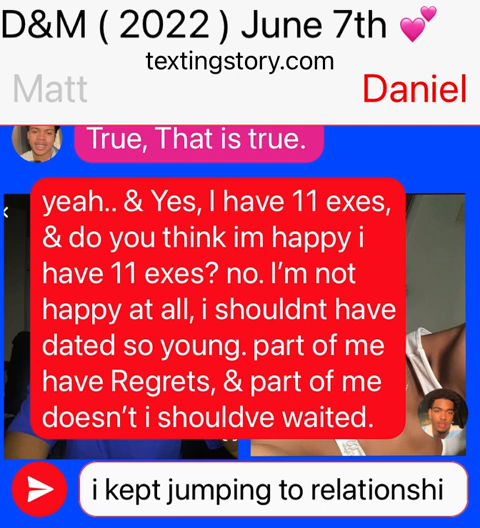 D&M ( 2022 ) June 7th 💕
textingstory.com
Matt
Daniel
True, That is true.
yeah.. & Yes, I have 11 exes,
& do you think im happy i
have 11 exes? no. I'm not
happy at all, i shouldnt have
dated so young. part of me
have Regrets, & part of me
doesn't i shouldve waited.
i kept jumping to relationshi